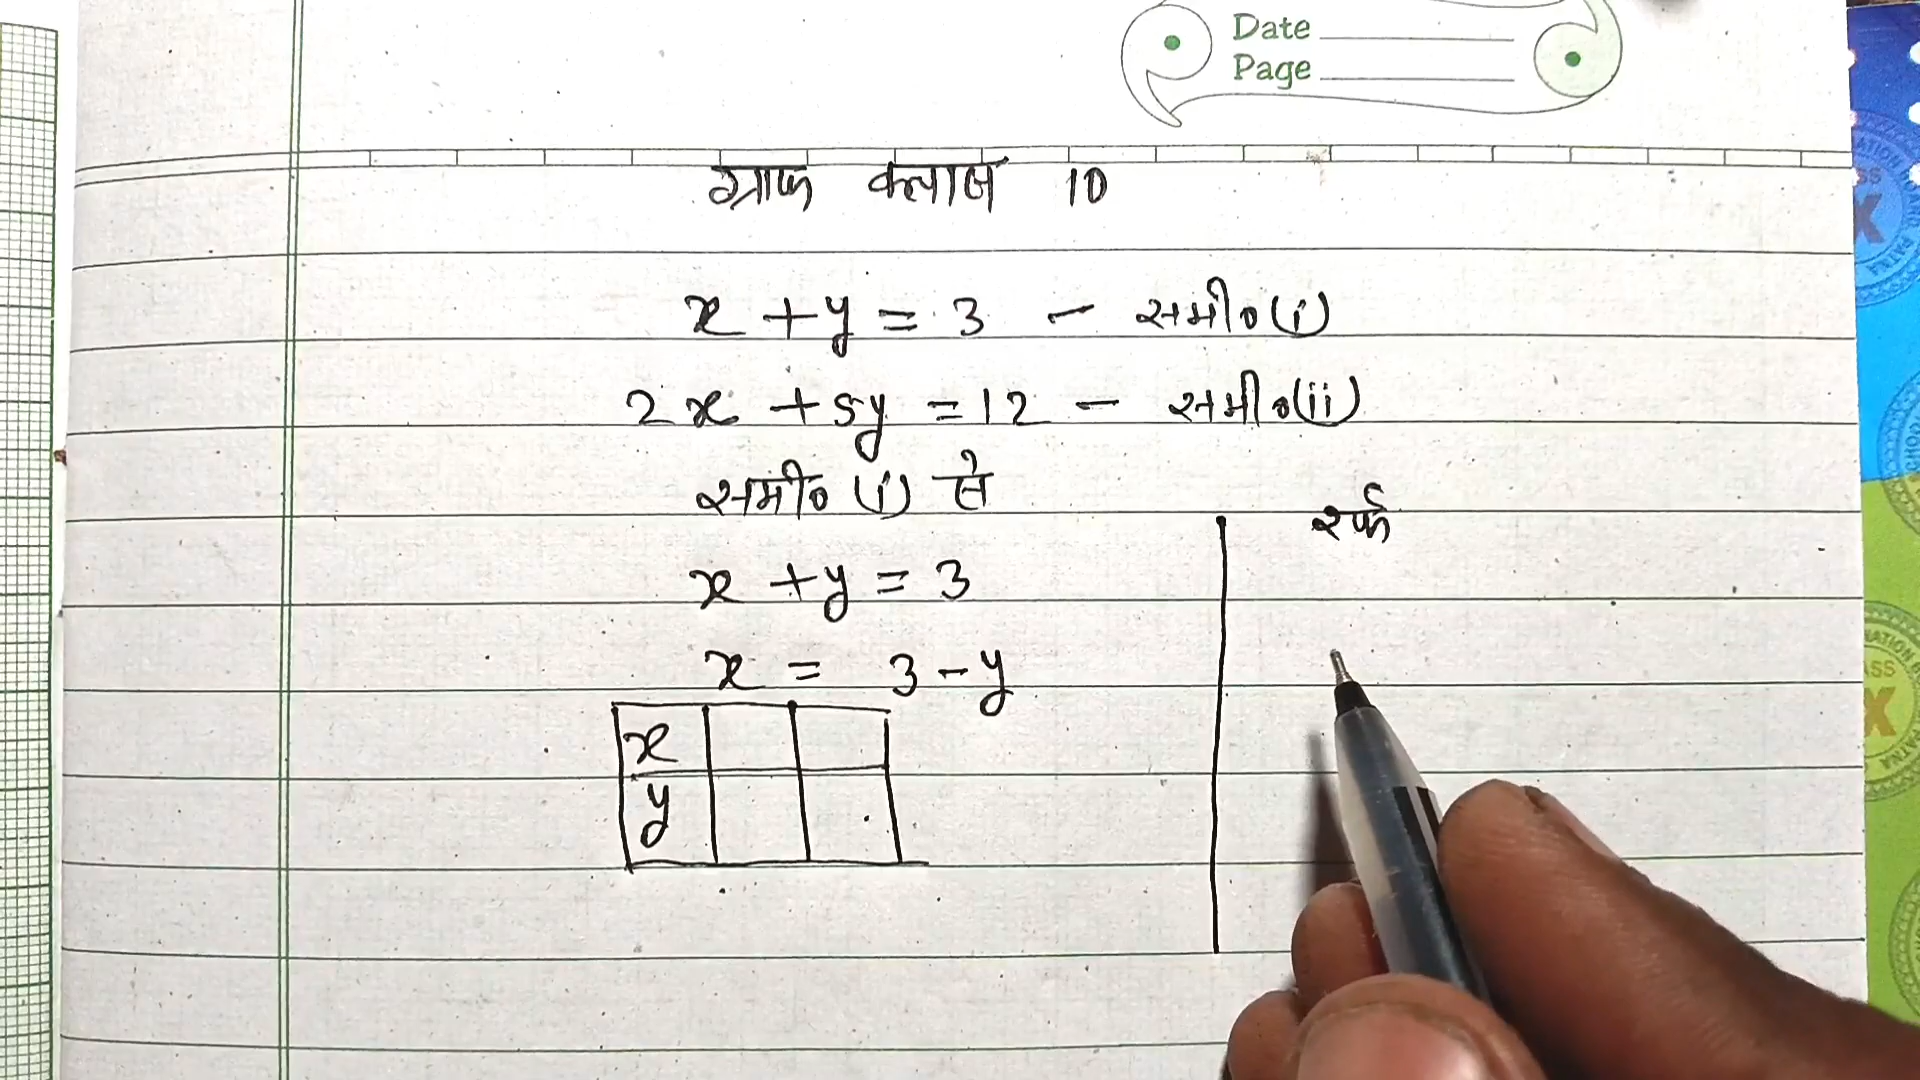 Date
Page
ग्राफ क्लास 10
x + y = 3 - समी० (i)
2x + 5y = 12 - समी० (ii)
समी० (i) से
रफ
x + y = 3
x = 3 - y
x
y